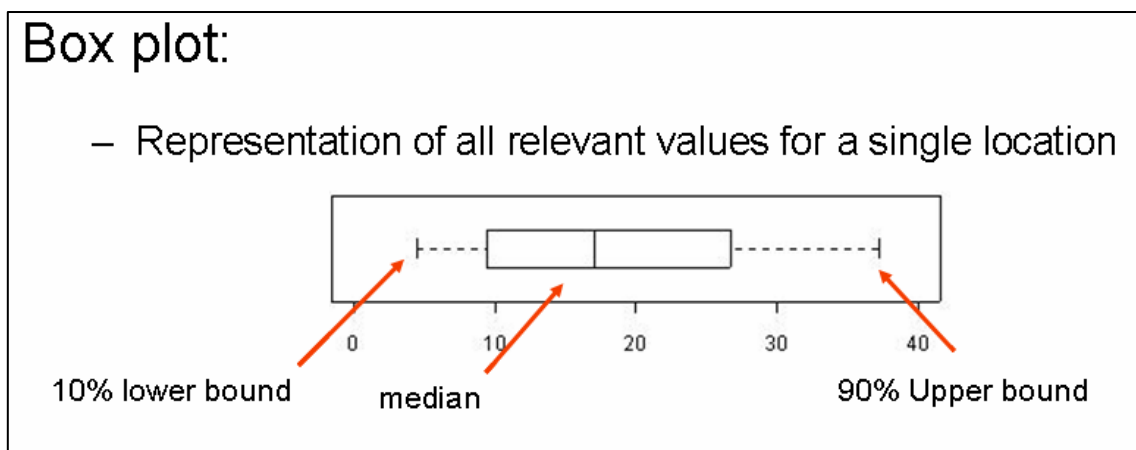 Box plot:
– Representation of all relevant values for a single location
0 10 20 30 40
10% lower bound
median
90% Upper bound